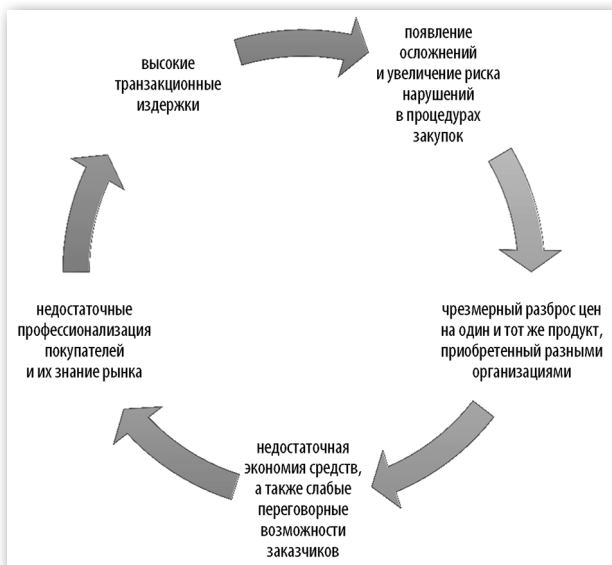 высокие
транзакционные
издержки
появление
осложнений
и увеличение риска
нарушений
в процедурах
закупок
чрезмерный разброс цен
на один и тот же продукт,
приобретенный разными
организациями
недостаточная
экономия средств,
а также слабые
переговорные
возможности
заказчиков
недостаточные
профессионализация
покупателей
и их знание рынка